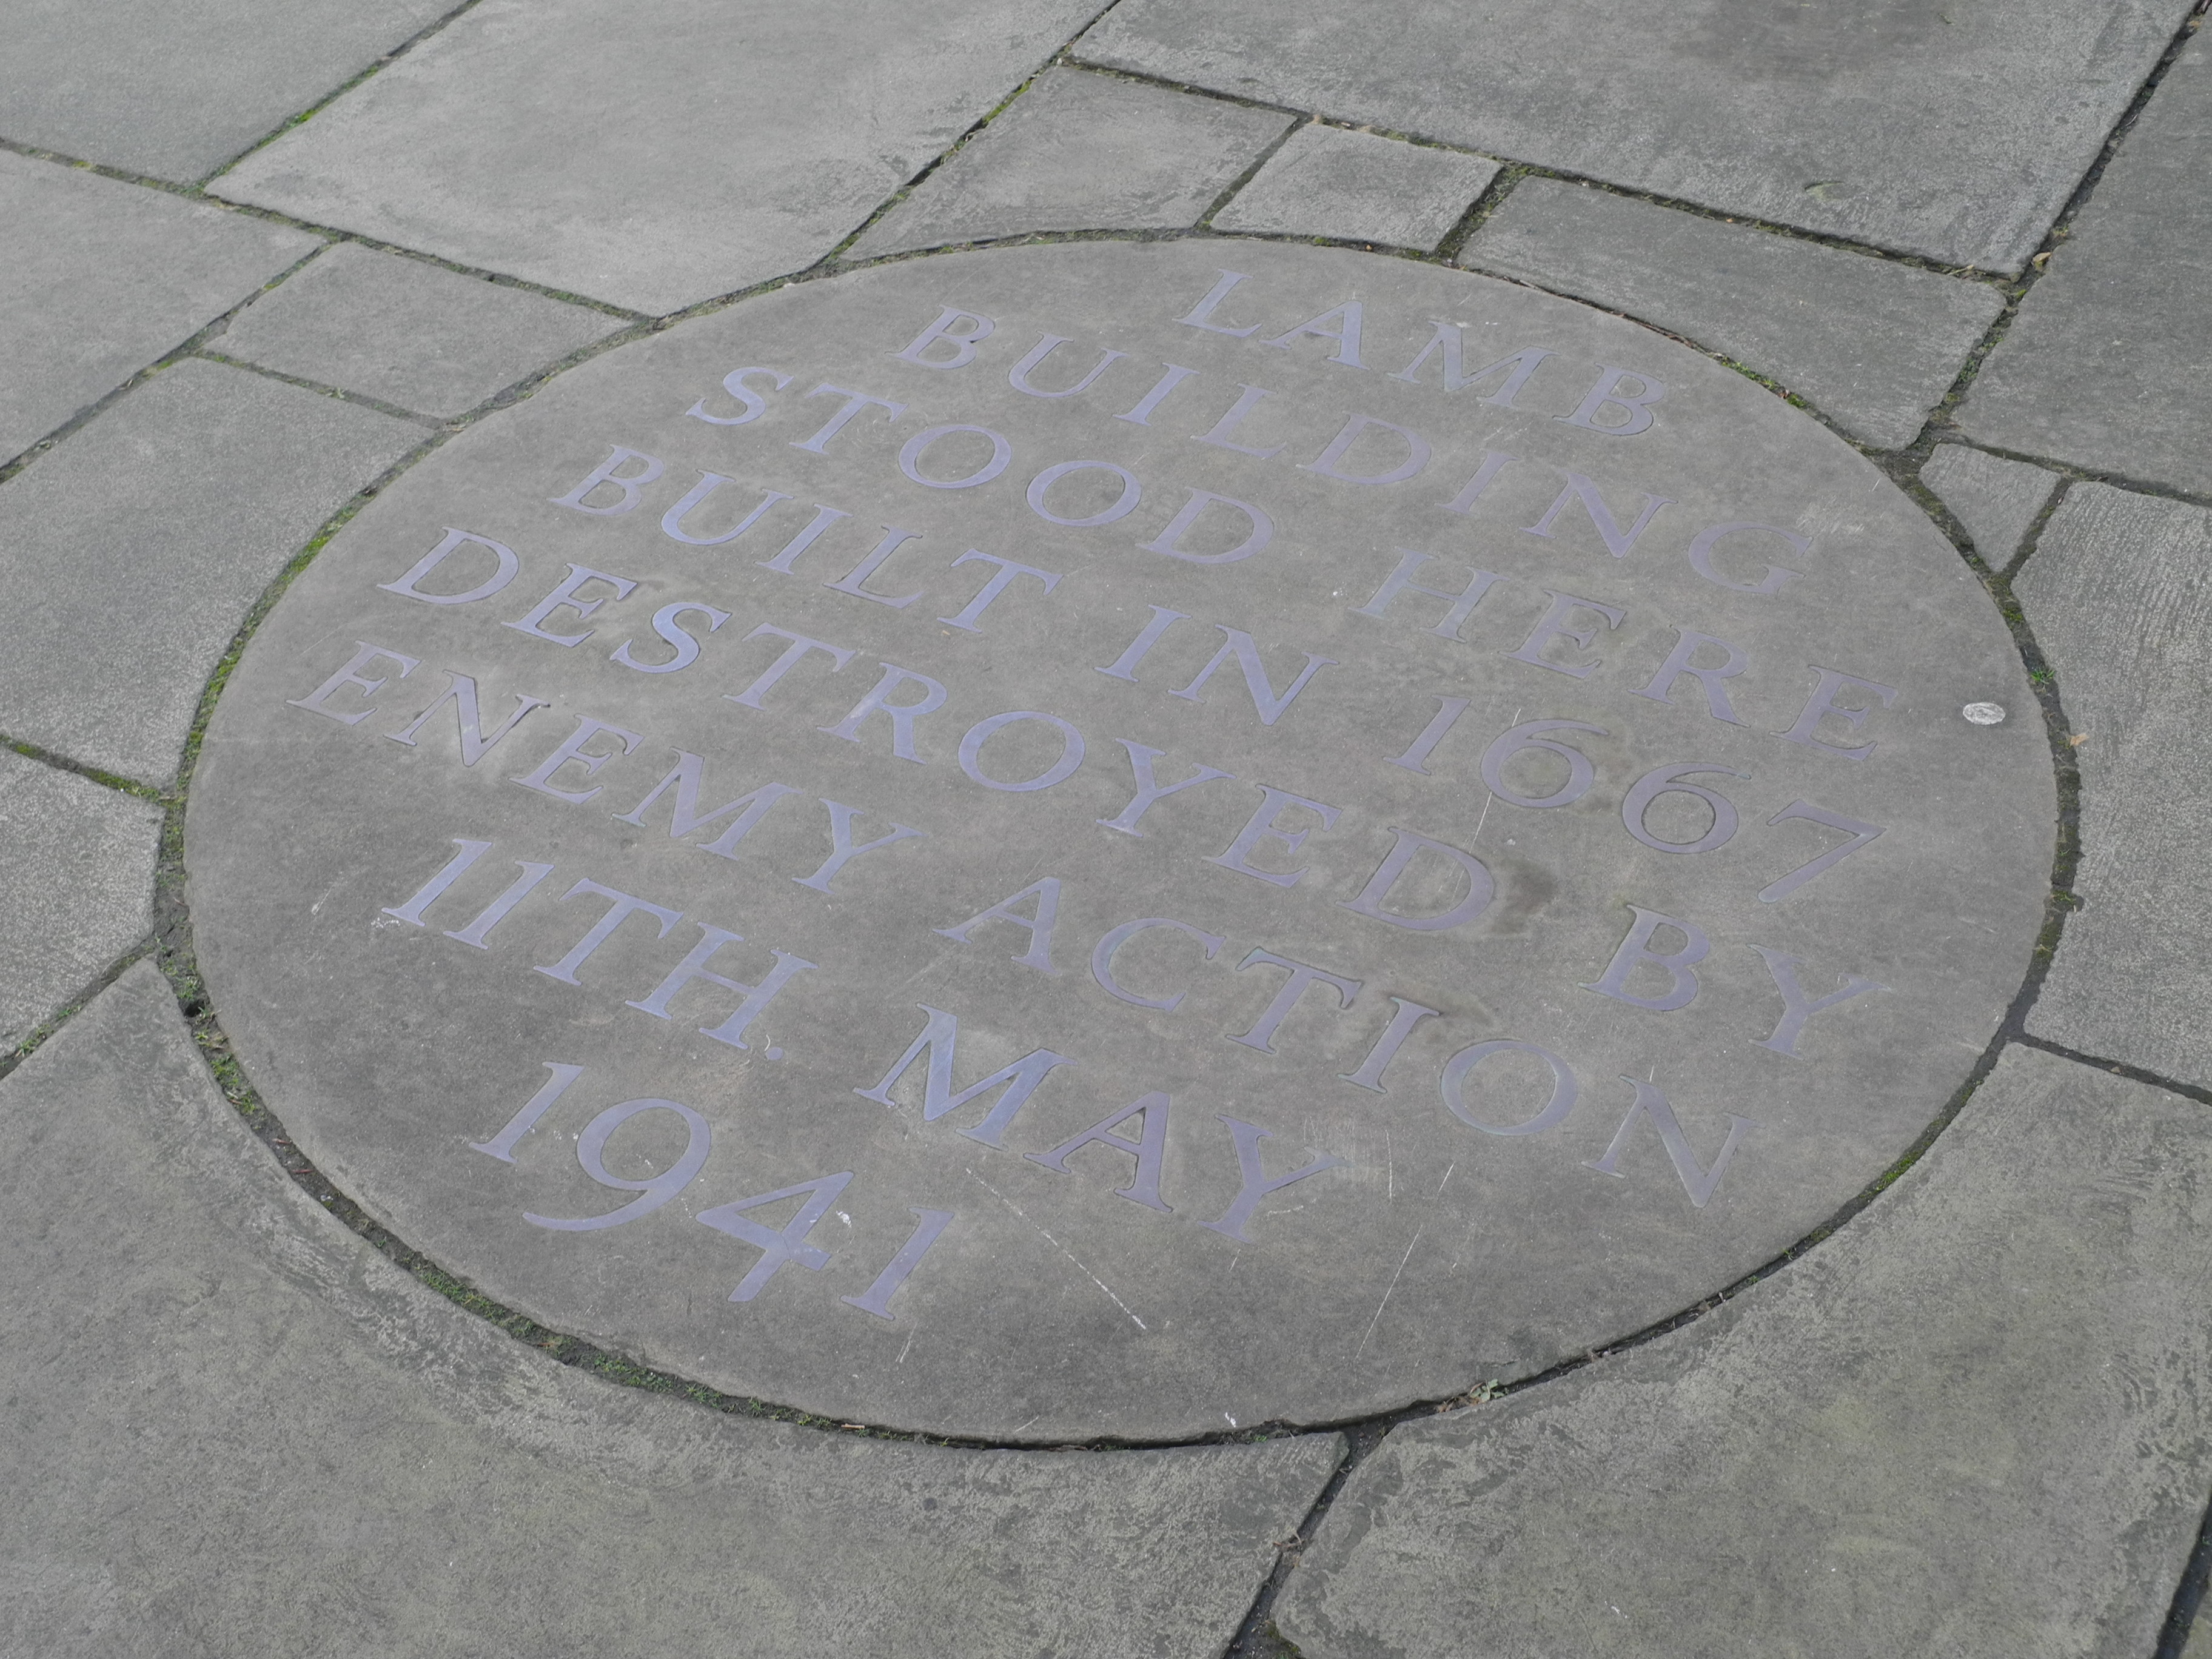 LAMB
BUILDING
STOOD HERE
BUILT IN 1667
DESTROYED BY
ENEMY ACTION
11TH. MAY
1941